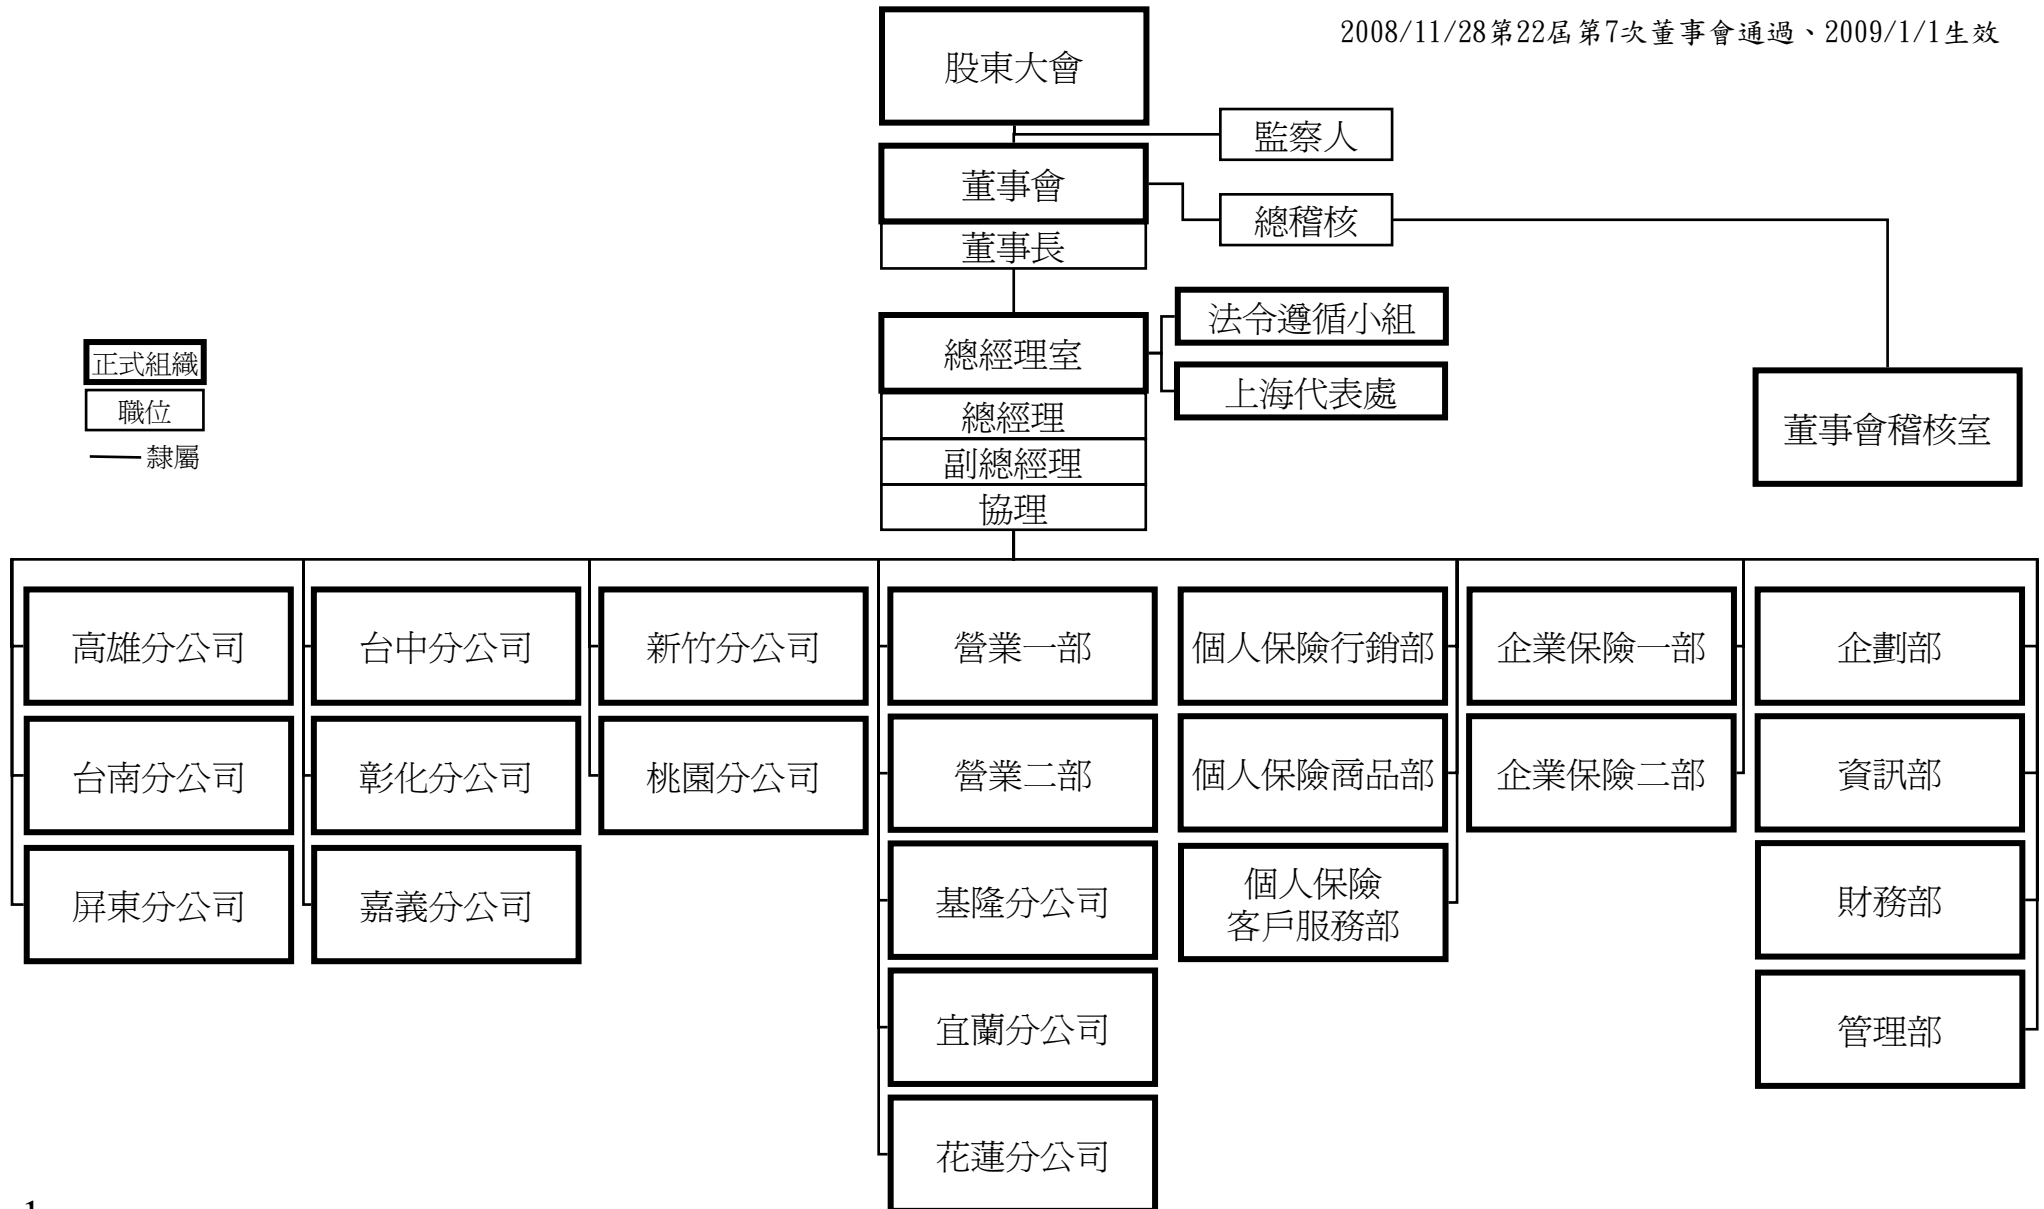 2008/11/28第22屆第7次董事會通過、2009/1/1生效
股東大會
監察人
董事會
總稽核
董事長
法令遵循小組
總經理室
上海代表處
正式組織
職位
隸屬
總經理
副總經理
協理
董事會稽核室
高雄分公司
台中分公司
新竹分公司
營業一部
個人保險行銷部
企業保險一部
企劃部
台南分公司
彰化分公司
桃園分公司
營業二部
個人保險商品部
企業保險二部
資訊部
屏東分公司
嘉義分公司
基隆分公司
個人保險
客戶服務部
財務部
宜蘭分公司
管理部
花蓮分公司
1